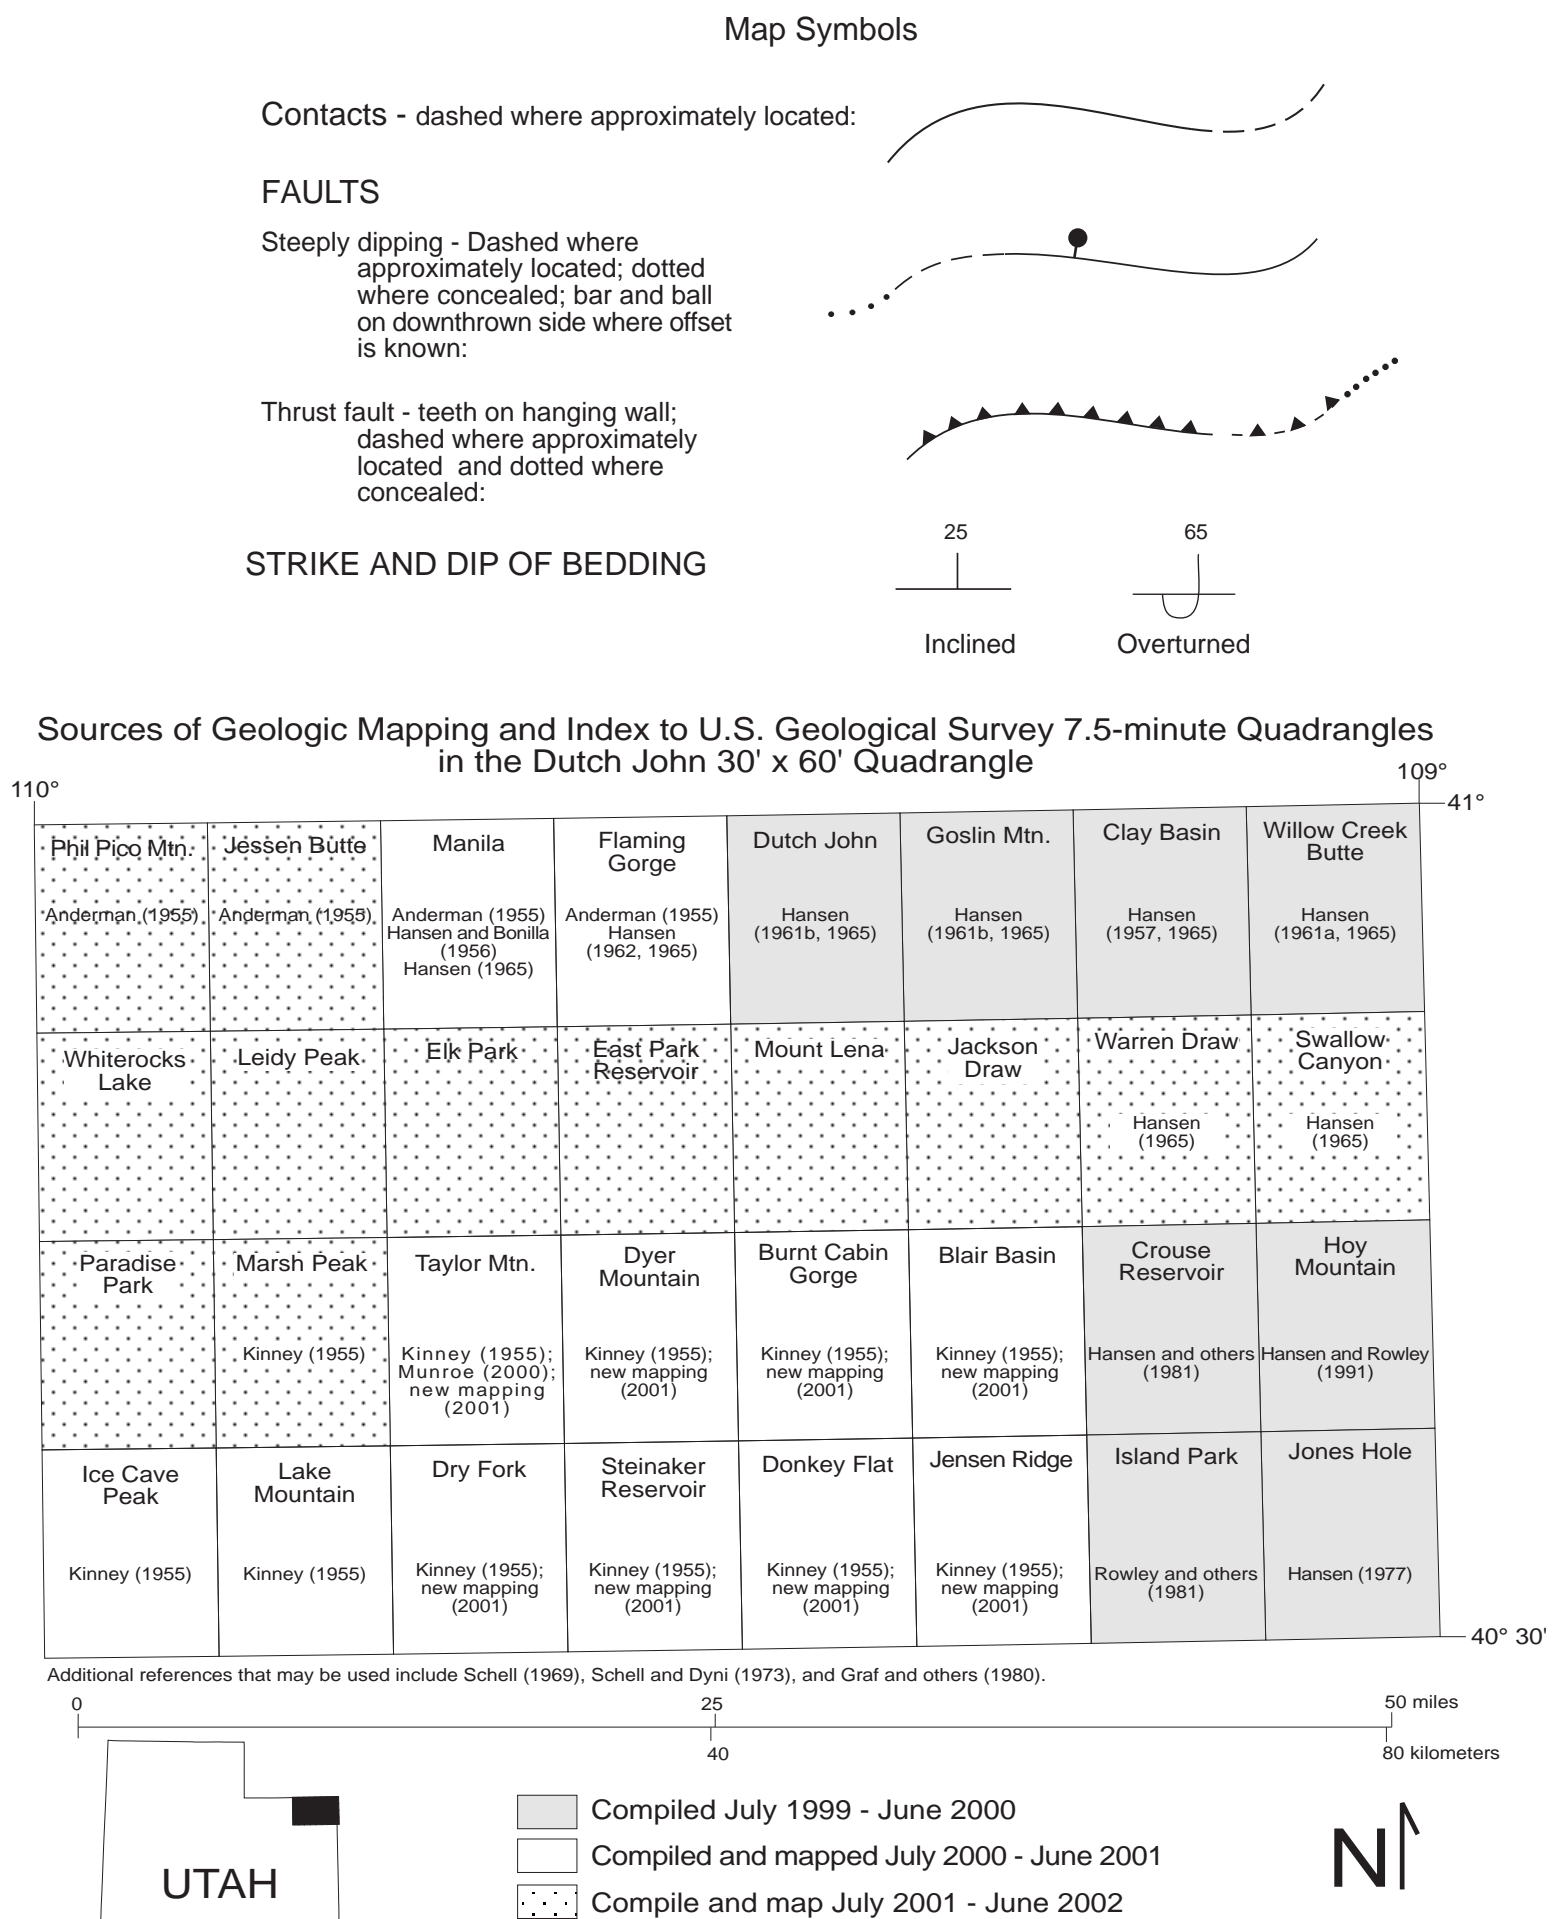 Map Symbols
Contacts - dashed where approximately located:
FAULTS
Steeply dipping - Dashed where
approximately located; dotted
where concealed; bar and ball
on downthrown side where offset
is known:
Thrust fault - teeth on hanging wall;
dashed where approximately
located and dotted where
concealed:
25
65
STRIKE AND DIP OF BEDDING
Inclined
Overturned
Sources of Geologic Mapping and Index to U.S. Geological Survey 7.5-minute Quadrangles
in the Dutch John 30' x 60' Quadrangle
110°
109°
41°
Phil Pico Mtn.
Anderman (1955)
Jessen Butte
Anderman (1955)
Manila
Anderman (1955)
Hansen and Bonilla
(1956)
Hansen (1965)
Flaming
Gorge
Anderman (1955)
Hansen
(1962, 1965)
Dutch John
Hansen
(1961b, 1965)
Goslin Mtn.
Hansen
(1961b, 1965)
Clay Basin
Hansen
(1957, 1965)
Willow Creek
Butte
Hansen
(1961a, 1965)
Whiterocks
Lake
Leidy Peak
Elk Park
East Park
Reservoir
Mount Lena
Jackson
Draw
Warren Draw
Hansen
(1965)
Swallow
Canyon
Hansen
(1965)
Paradise
Park
Marsh Peak
Kinney (1955)
Taylor Mtn.
Kinney (1955);
Munroe (2000);
new mapping
(2001)
Dyer
Mountain
Kinney (1955);
new mapping
(2001)
Burnt Cabin
Gorge
Kinney (1955);
new mapping
(2001)
Blair Basin
Kinney (1955);
new mapping
(2001)
Crouse
Reservoir
Hansen and others
(1981)
Hoy
Mountain
Hansen and Rowley
(1991)
Ice Cave
Peak
Kinney (1955)
Lake
Mountain
Kinney (1955)
Dry Fork
Kinney (1955);
new mapping
(2001)
Steinaker
Reservoir
Kinney (1955);
new mapping
(2001)
Donkey Flat
Kinney (1955);
new mapping
(2001)
Jensen Ridge
Kinney (1955);
new mapping
(2001)
Island Park
Rowley and others
(1981)
Jones Hole
Hansen (1977)
40° 30'
Additional references that may be used include Schell (1969), Schell and Dyni (1973), and Graf and others (1980).
0
25
50 miles
40
80 kilometers
UTAH
Compiled July 1999 - June 2000
Compiled and mapped July 2000 - June 2001
Compile and map July 2001 - June 2002
N